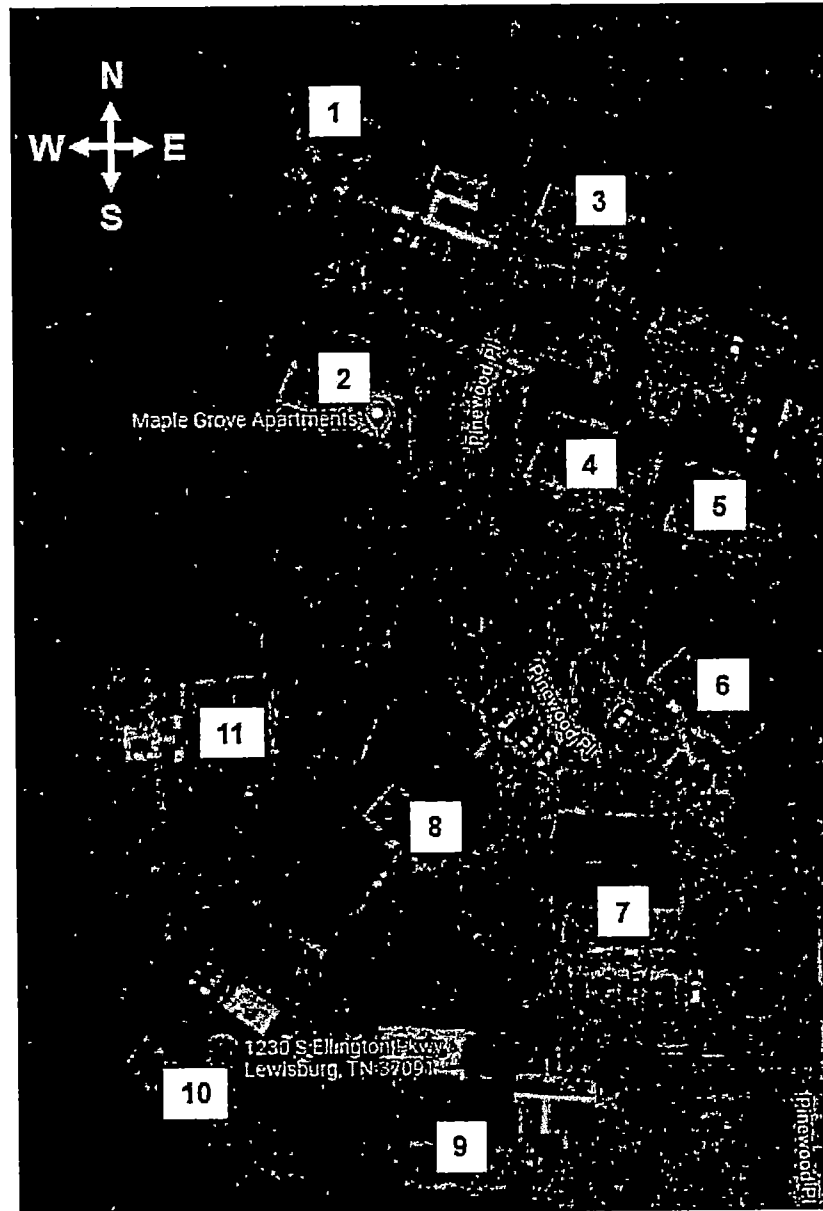 N
W E
S
1
3
2
Maple Grove Apartments
Pinewood Pl
4
5
Pinewood Pl
6
11
8
7
1230 S Ellington Pkwy
Lewisburg, TN 37091
10
9
Pinewood Pl